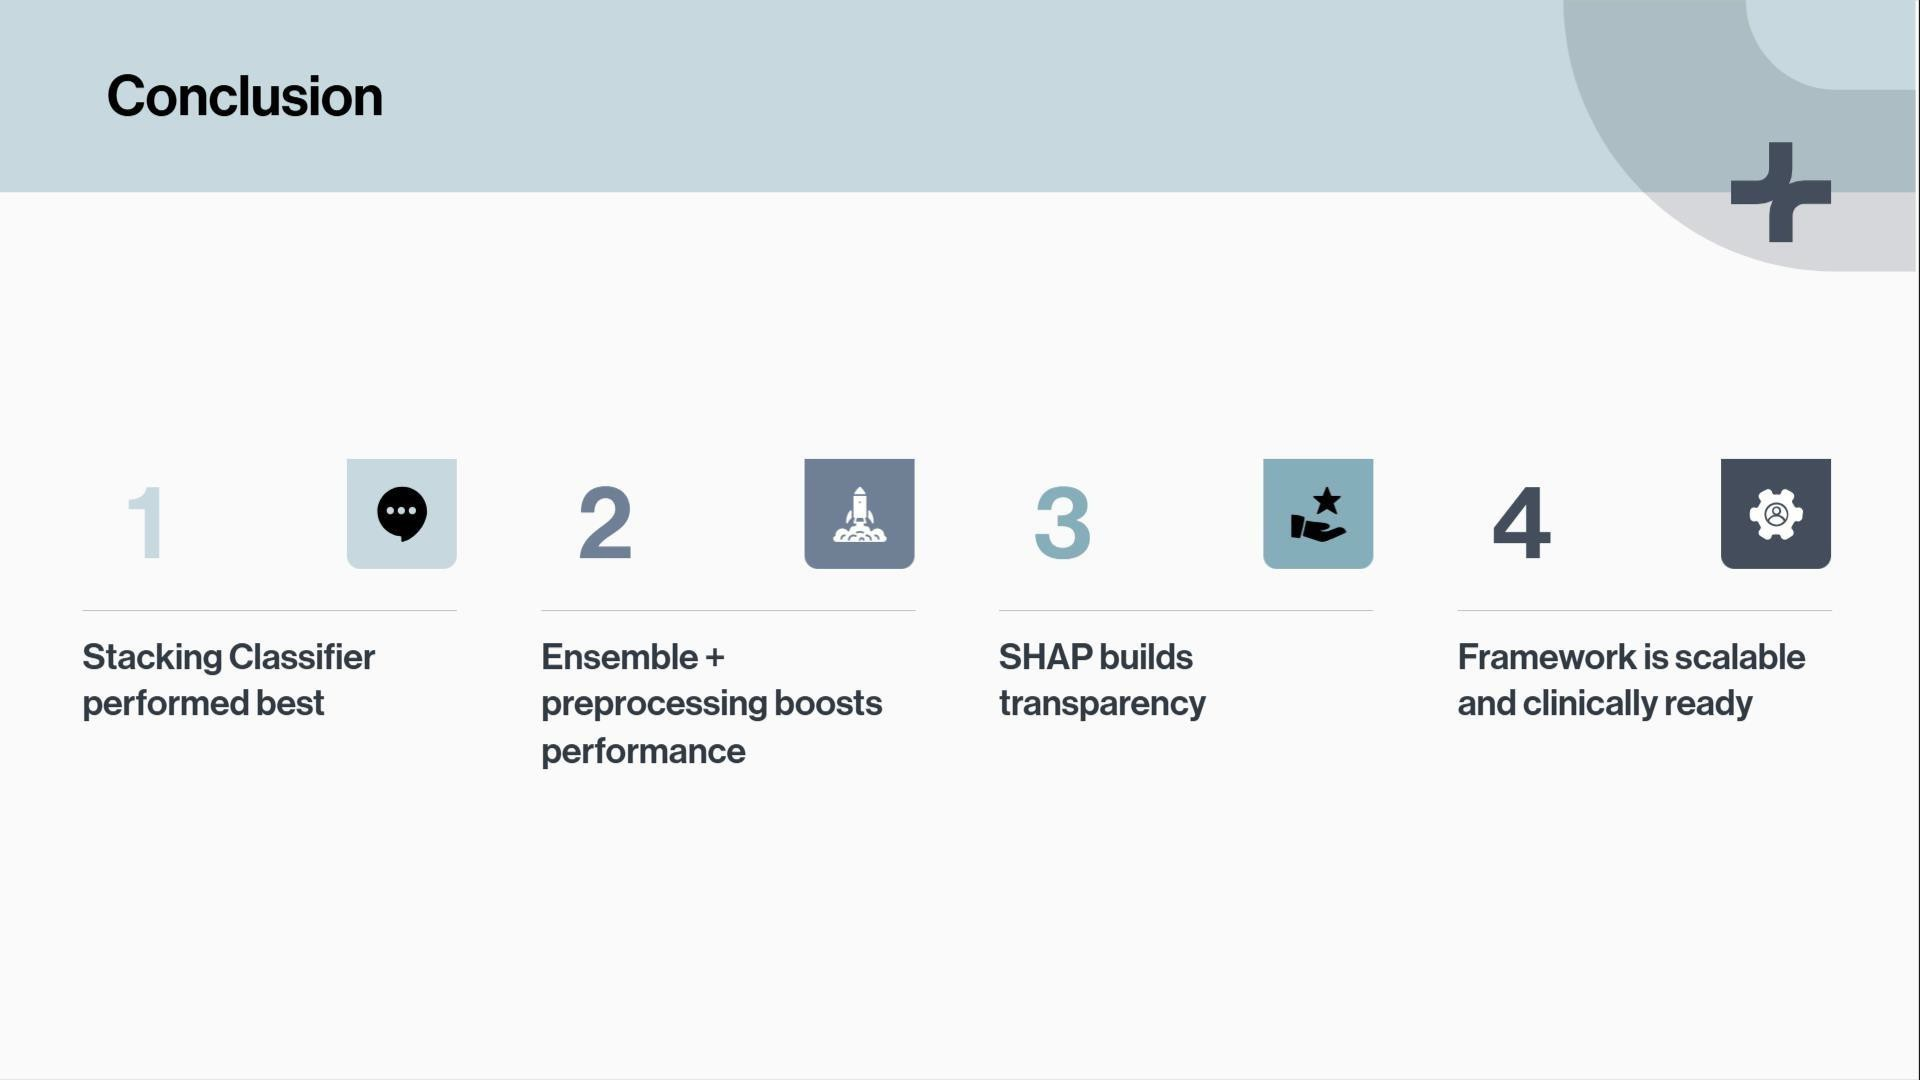 Conclusion
1
2
3
4
Stacking Classifier
performed best
Ensemble +
preprocessing boosts
performance
SHAP builds
transparency
Framework is scalable
and clinically ready